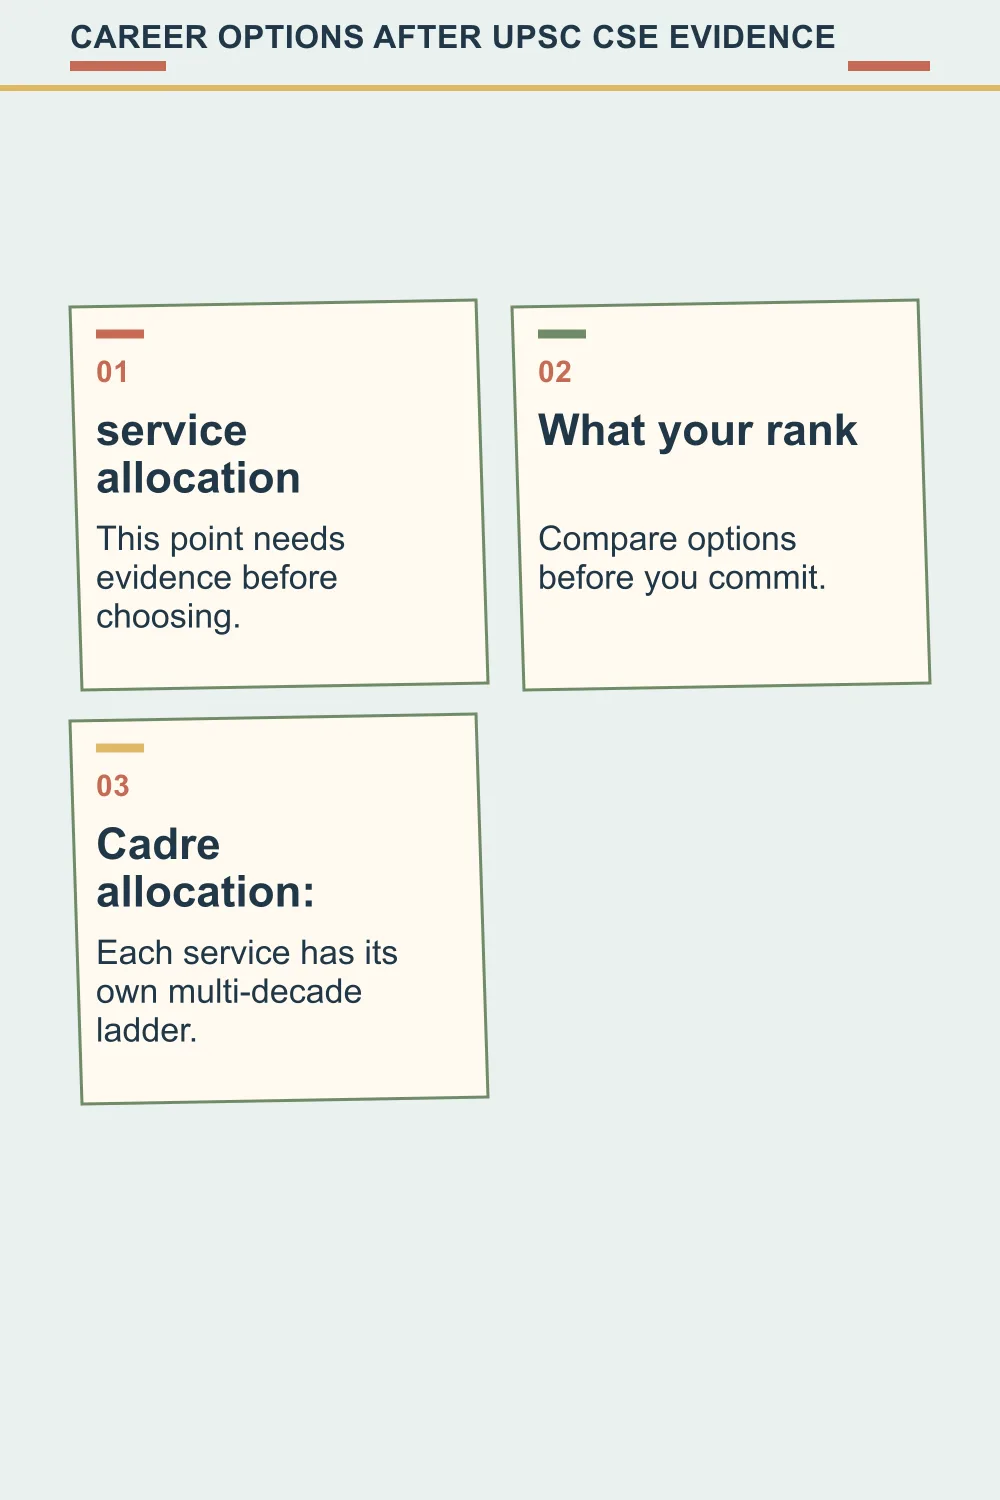 CAREER OPTIONS AFTER UPSC CSE EVIDENCE
01
service
allocation
This point needs
evidence before
choosing.
02
What your rank
Compare options
before you commit.
03
Cadre
allocation:
Each service has its
own multi-decade
ladder.